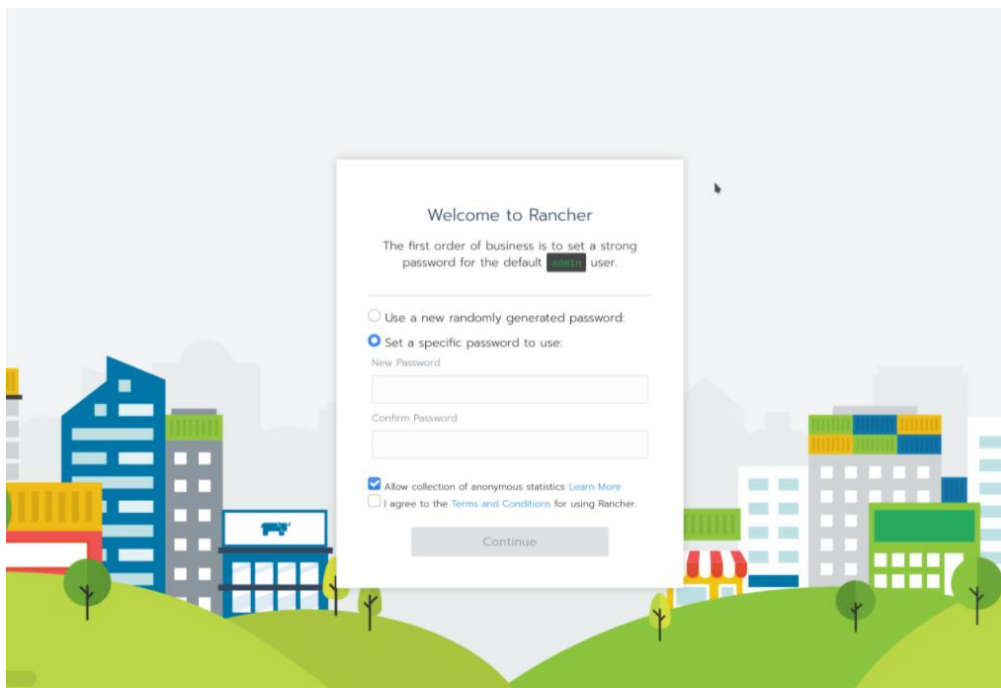 Welcome to Rancher
The first order of business is to set a strong
password for the default admin user.
Use a new randomly generated password:
Set a specific password to use:
New Password
Confirm Password
Allow collection of anonymous statistics Learn More
I agree to the Terms and Conditions for using Rancher.
Continue